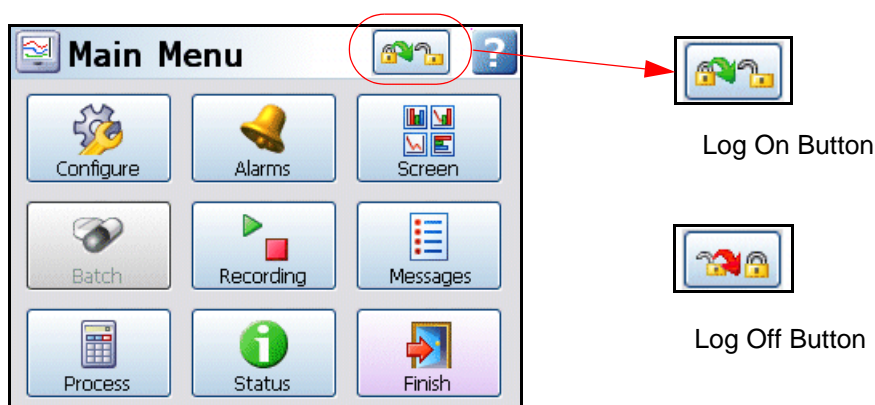 Main Menu
?
Log On Button
Configure
Alarms
Screen
Batch
Recording
Messages
Log Off Button
Process
Status
Finish